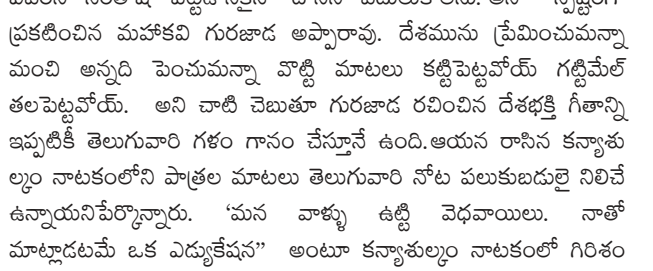 ప్రకటించిన మహాకవి గురజాడ అప్పారావు. దేశమును ప్రేమించుమన్నా
మంచి అన్నది పెంచుమన్నా వొట్టి మాటలు కట్టిపెట్టవోయ్ గట్టిమేల్
తలపెట్టవోయ్. అని చాటి చెబుతూ గురజాడ రచించిన దేశభక్తి గీతాన్ని
ఇప్పటికీ తెలుగువారి గళం గానం చేస్తూనే ఉంది.ఆయన రాసిన కన్యాశు
ల్కం నాటకంలోని పాత్రల మాటలు తెలుగువారి నోట పలుకుబడులై నిలిచే
ఉన్నాయనిపేర్కొన్నారు. ‘మన వాళ్ళు ఉట్టి వెధవాయిలు. నాతో
మాట్లాడటమే ఒక ఎడ్యుకేషన” అంటూ కన్యాశుల్కం నాటకంలో గిరిశం